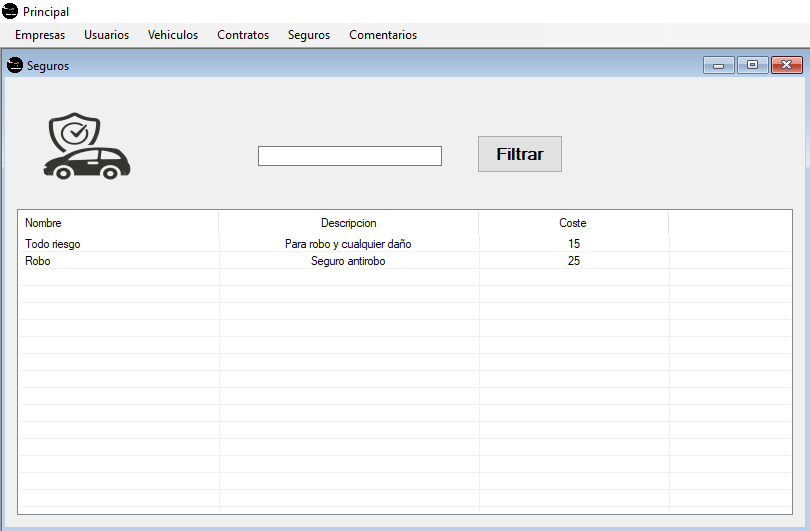 Principal
Empresas Usuarios Vehiculos Contratos Seguros Comentarios
Seguros
Filtrar
Nombre Descripcion Coste
Todo riesgo Para robo y cualquier daño 15
Robo Seguro antirobo 25